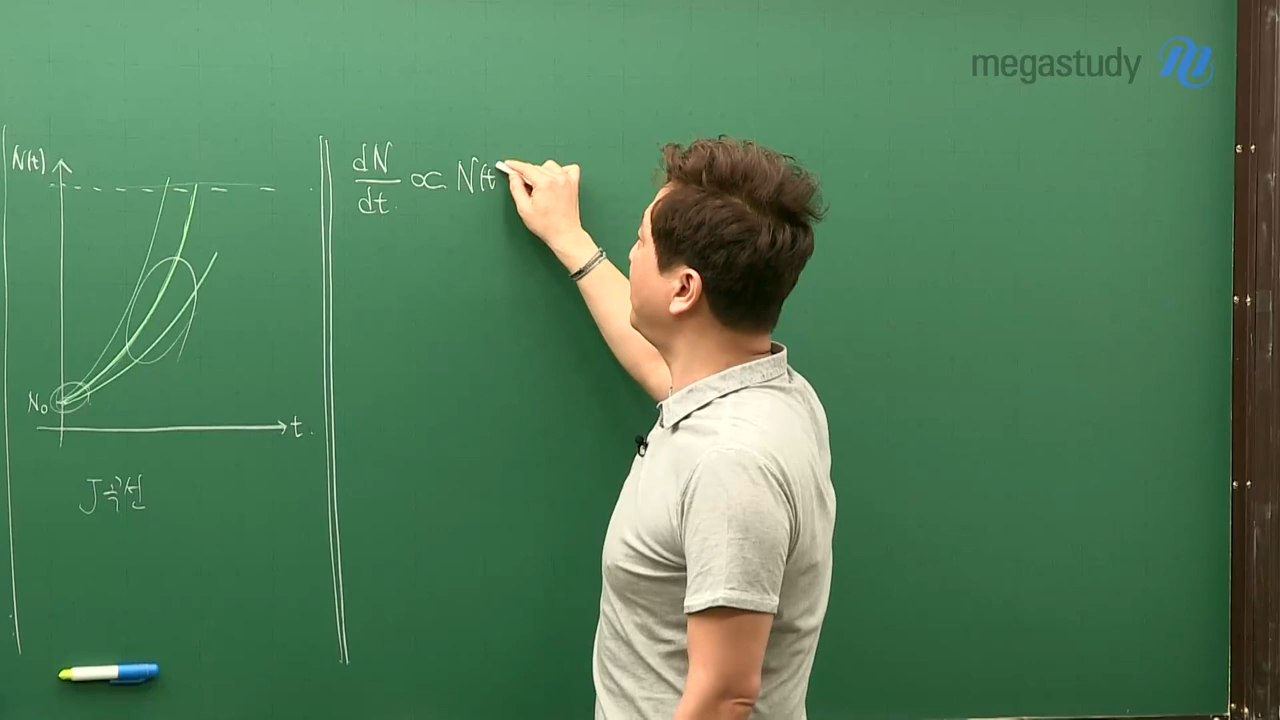 megastudy
N(t)
N₀
t.
J곡선
dN
dt.
∝ N(t